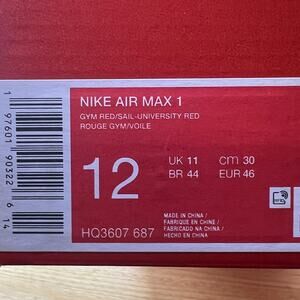 NIKE AIR MAX 1
GYM RED/SAIL-UNIVERSITY RED
ROUGE GYM/VOILE
12
UK 11 cm 30
BR 44 EUR 46
MADE IN CHINA /
FABRIQUE EN CHINE /
FABRICADO NA CHINA /
HECHO EN CHINA
HQ3607 687
1 97601 90322 6 14